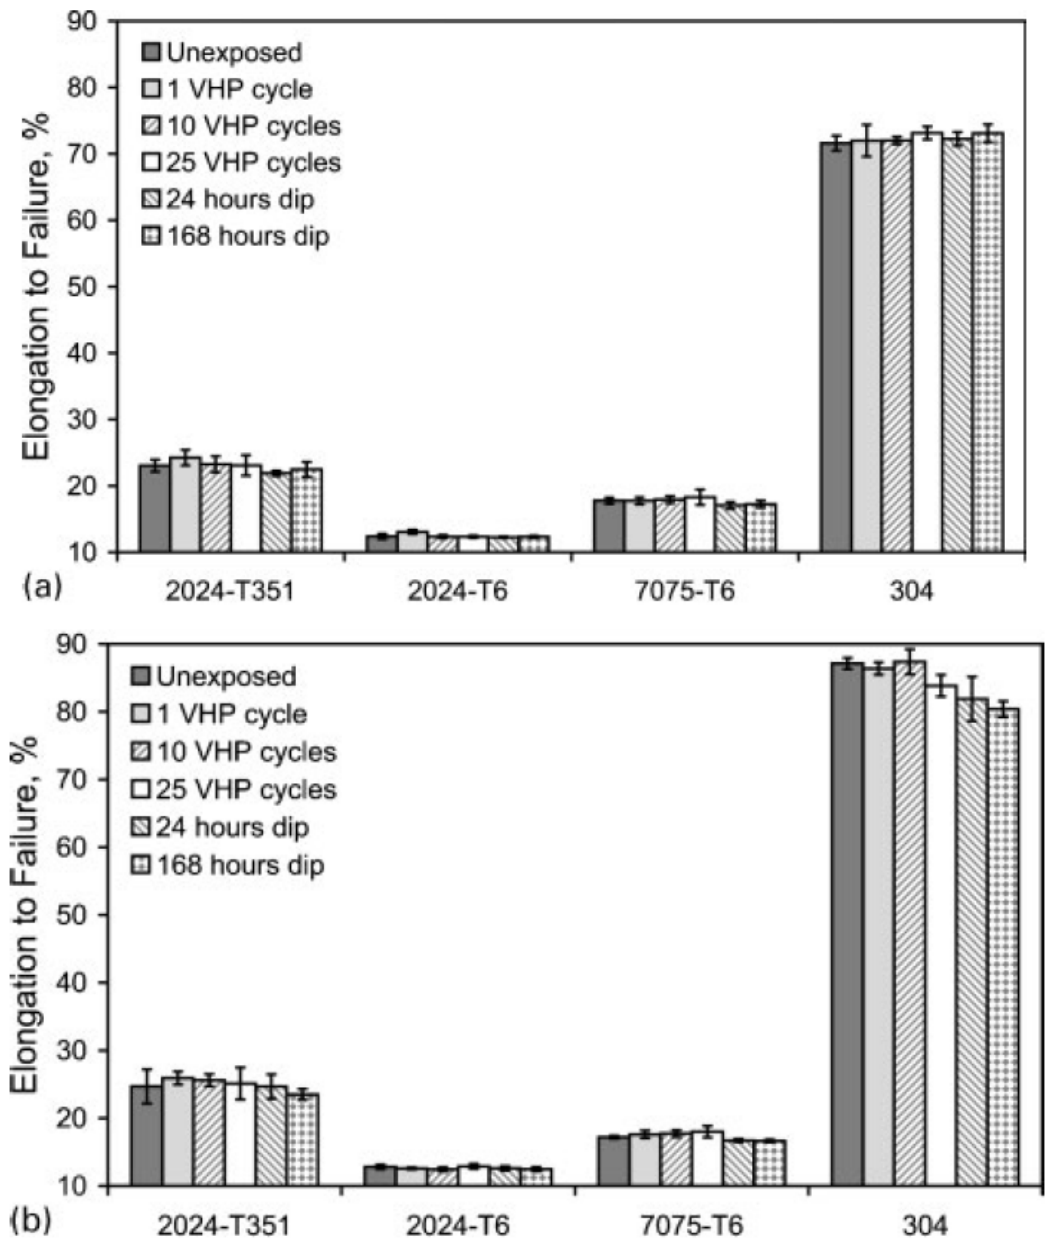 90
80
70
60
50
40
30
20
10
Elongation to Failure, %
Unexposed
1 VHP cycle
10 VHP cycles
25 VHP cycles
24 hours dip
168 hours dip
(a)
2024-T351 2024-T6 7075-T6 304
90
80
70
60
50
40
30
20
10
Elongation to Failure, %
Unexposed
1 VHP cycle
10 VHP cycles
25 VHP cycles
24 hours dip
168 hours dip
(b)
2024-T351 2024-T6 7075-T6 304